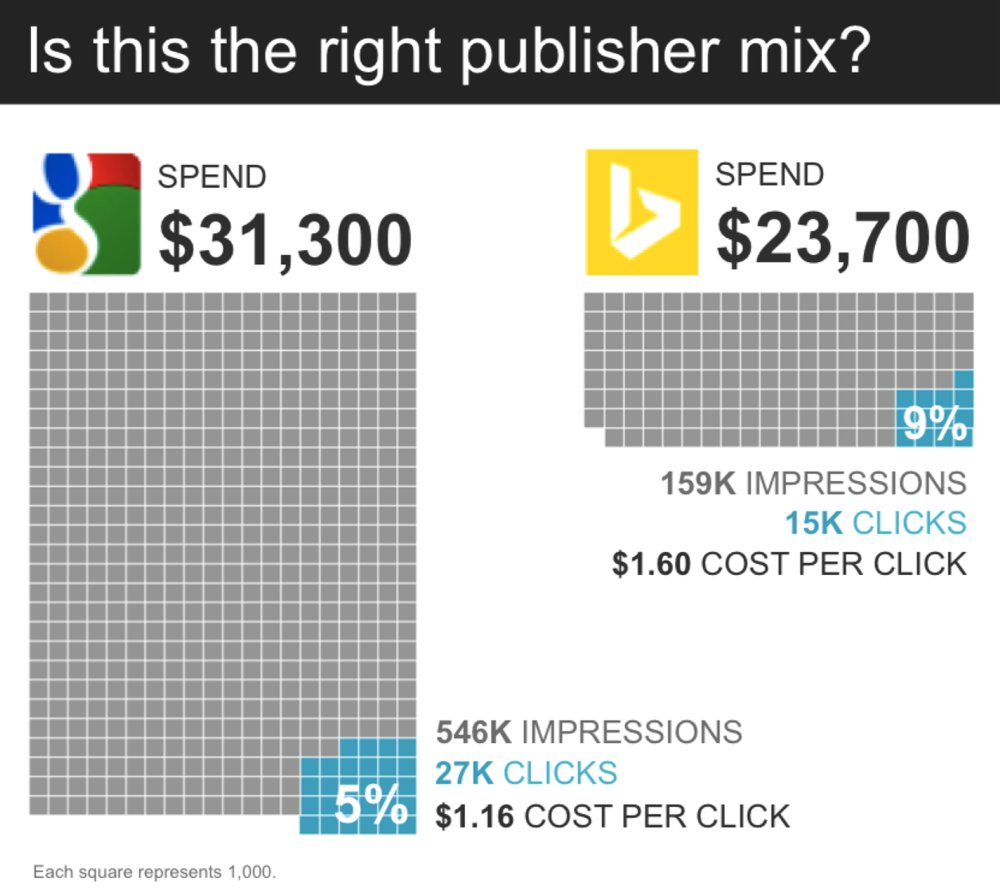 Is this the right publisher mix?
SPEND
$31,300
SPEND
$23,700
9%
159K IMPRESSIONS
15K CLICKS
$1.60 COST PER CLICK
5%
546K IMPRESSIONS
27K CLICKS
$1.16 COST PER CLICK
Each square represents 1,000.